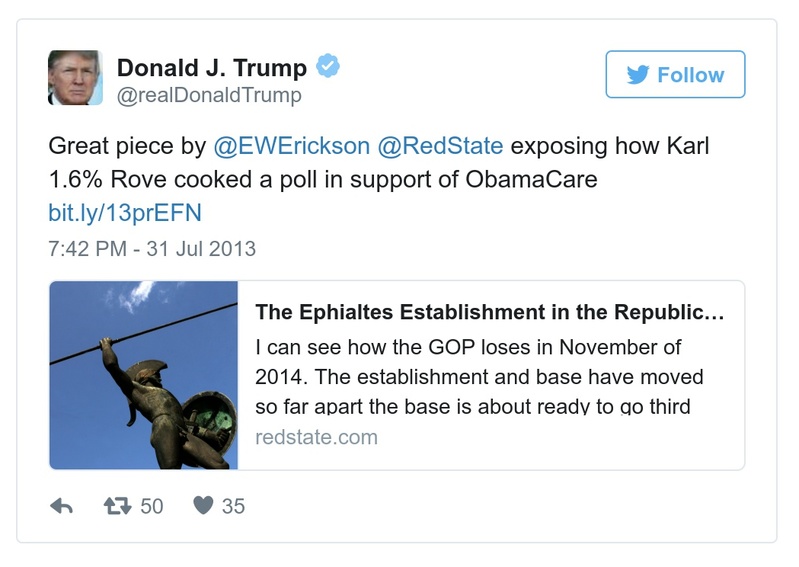 Donald J. Trump
@realDonaldTrump
Follow
Great piece by @EWErickson @RedState exposing how Karl
1.6% Rove cooked a poll in support of ObamaCare
bit.ly/13prEFN
7:42 PM - 31 Jul 2013
The Ephialtes Establishment in the Republic…
I can see how the GOP loses in November of
2014. The establishment and base have moved
so far apart the base is about ready to go third
redstate.com
50
35